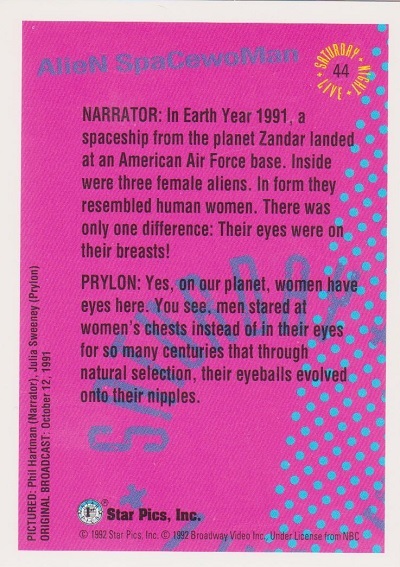 AlieN SpaCewoMan
SATURDAY
NIGHT
LIVE
44
NARRATOR: In Earth Year 1991, a
spaceship from the planet Zandar landed
at an American Air Force base. Inside
were three female aliens. In form they
resembled human women. There was
only one difference: Their eyes were on
their breasts!
PRYLON: Yes, on our planet, women have
eyes here. You see, men stared at
women's chests instead of in their eyes
for so many centuries that through
natural selection, their eyeballs evolved
onto their nipples.
PICTURED: Phil Hartman (Narrator), Julia Sweeney (Prylon)
ORIGINAL BROADCAST: October 12, 1991
SATURDAY
® Star Pics, Inc.
© 1992 Star Pics, Inc. © 1992 Broadway Video Inc., Under License from NBC